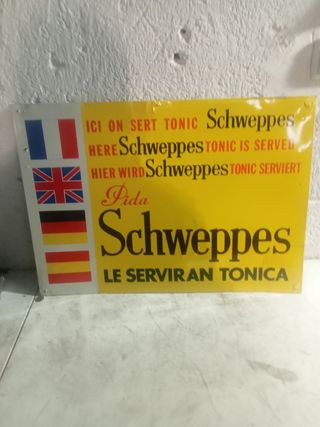 ICI ON SERT TONIC Schweppes
HERE Schweppes TONIC IS SERVED
HIER WIRD Schweppes TONIC SERVIERT
Pida
Schweppes
LE SERVIRAN TONICA